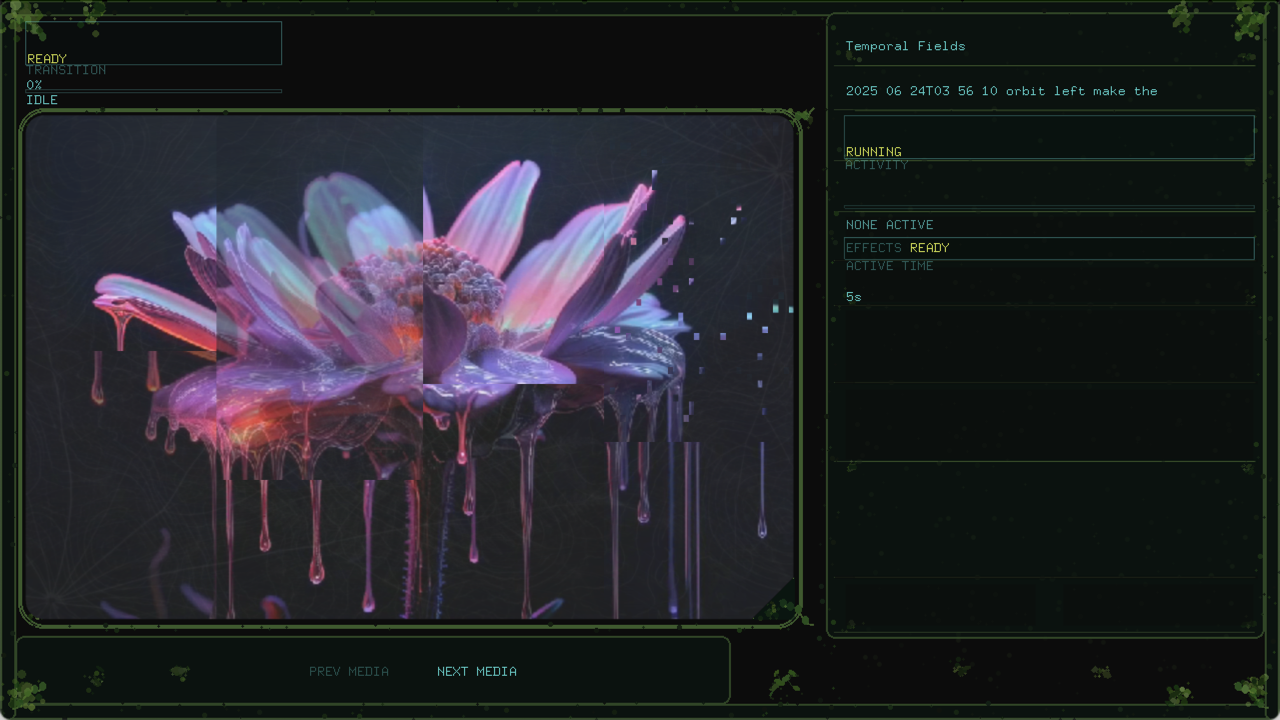 READY
TRANSITION
0%
IDLE
Temporal Fields
2025 06 24T03 56 10 orbit left make the
RUNNING
ACTIVITY
NONE ACTIVE
EFFECTS READY
ACTIVE TIME
5s
PREV MEDIA NEXT MEDIA